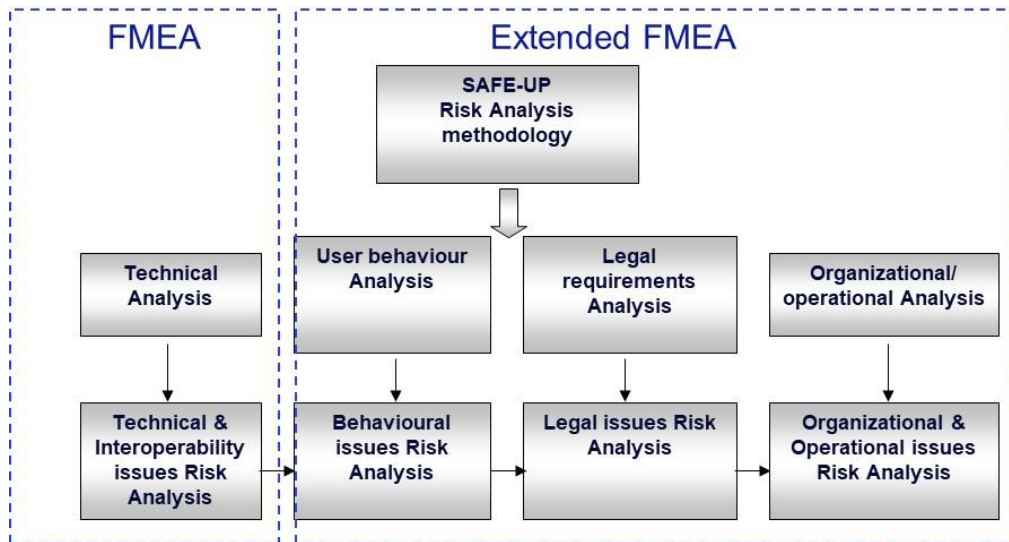 FMEA
Extended FMEA
SAFE-UP
Risk Analysis
methodology
Technical
Analysis
User behaviour
Analysis
Legal
requirements
Analysis
Organizational/
operational Analysis
Technical &
Interoperability
issues Risk
Analysis
Behavioural
issues Risk
Analysis
Legal issues Risk
Analysis
Organizational &
Operational issues
Risk Analysis